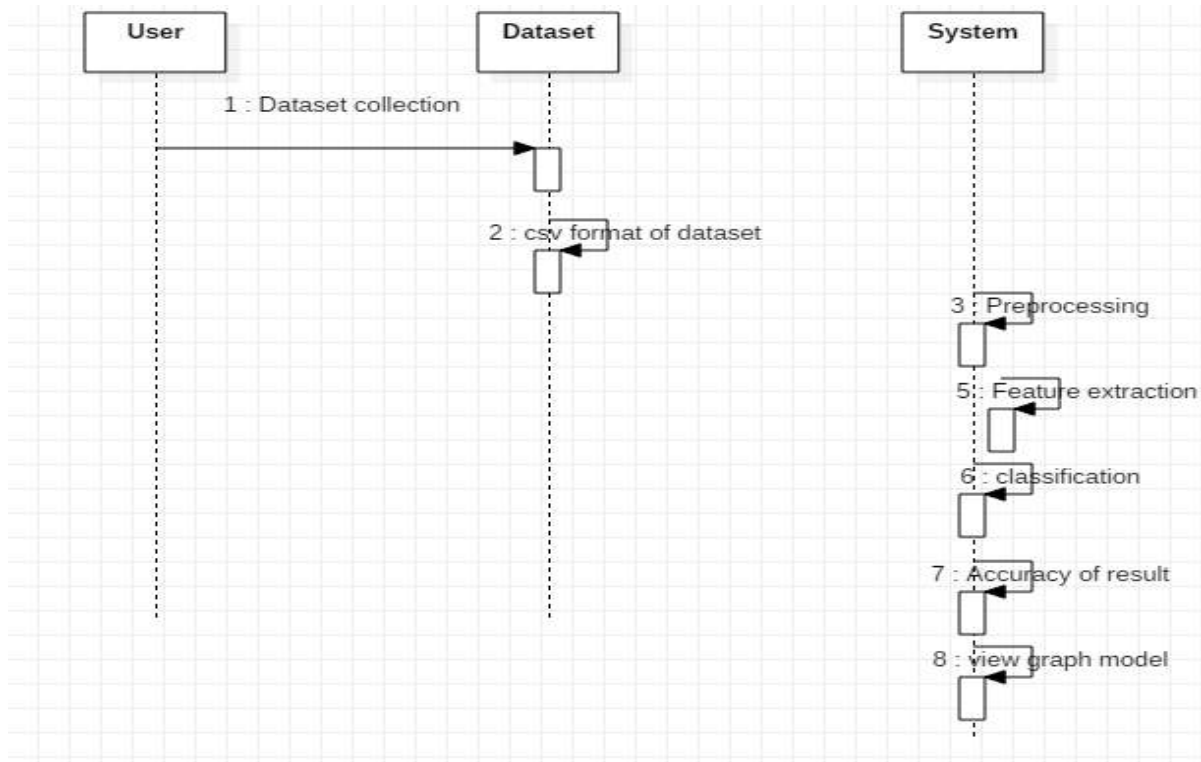 User
Dataset
System
1 : Dataset collection
2 : csv format of dataset
3 : Preprocessing
5 : Feature extraction
6 : classification
7 : Accuracy of result
8 : view graph model